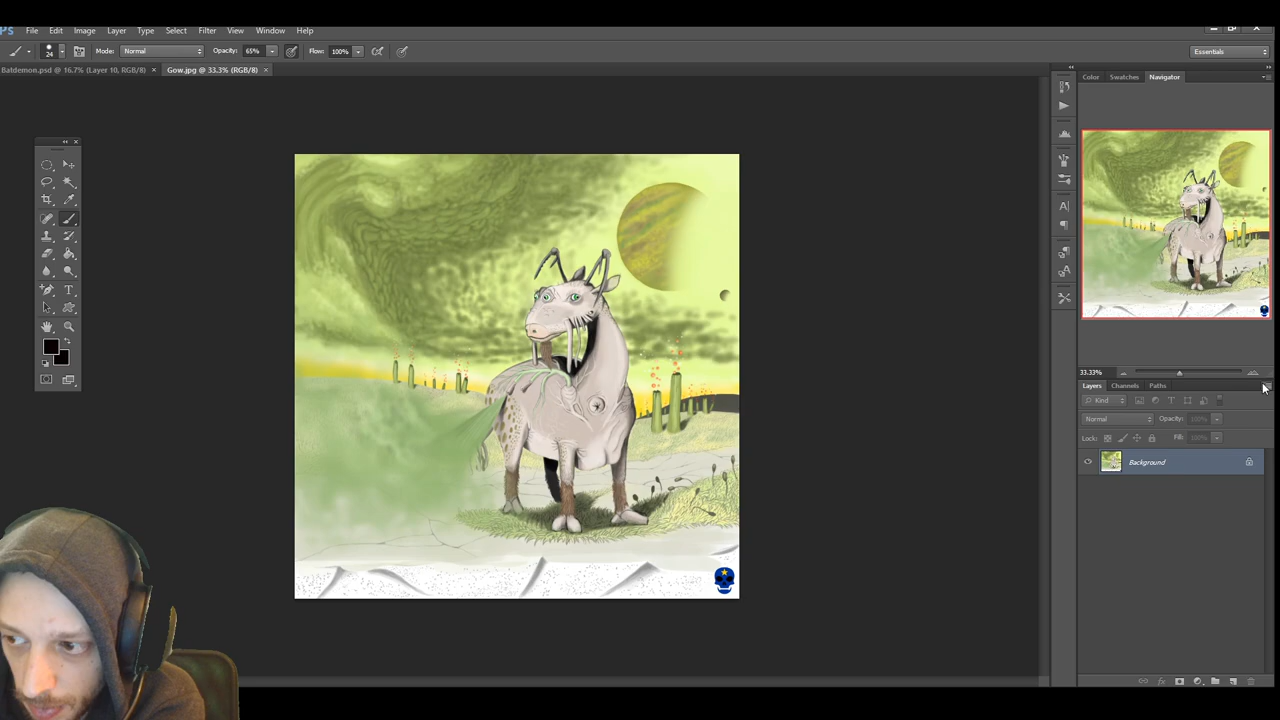 Ps File Edit Image Layer Type Select Filter View Window Help
24 Mode: Normal Opacity: 65% Flow: 100% Essentials
Batdemon.psd @ 16.7% (Layer 10, RGB/8) × Gow.jpg @ 33.3% (RGB/8) ×
Color Swatches Navigator
33.33%
Layers Channels Paths
Kind
Normal Opacity: 100%
Lock: Fill: 100%
Background